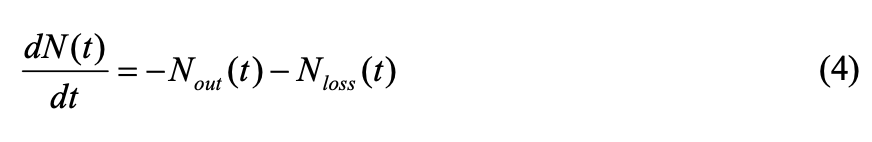 dN(t)/dt = −N_out(t) − N_loss(t) (4)